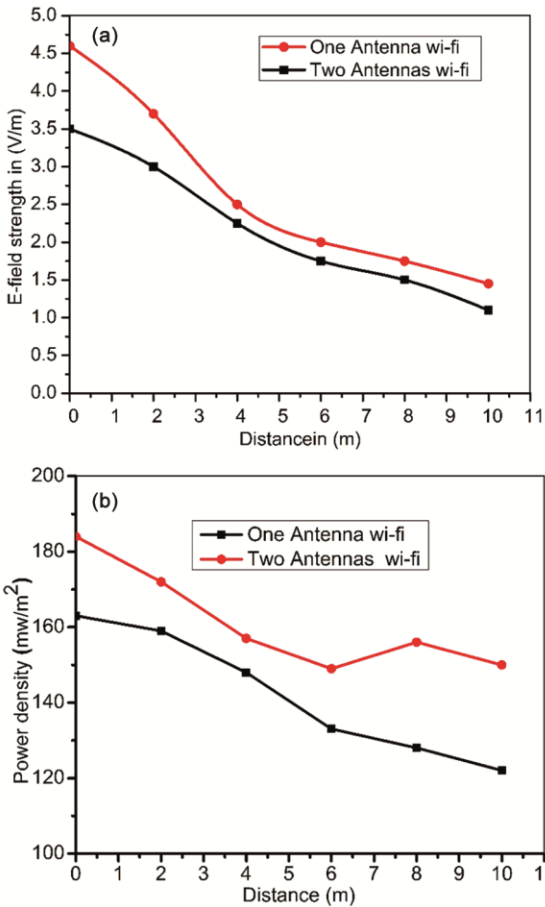 (a)
One Antenna wi-fi
Two Antennas wi-fi
5.0
4.5
4.0
3.5
3.0
2.5
2.0
1.5
1.0
0.5
0.0
E-field strength in (V/m)
0 1 2 3 4 5 6 7 8 9 10 11
Distancein (m)
(b)
One Antenna wi-fi
Two Antennas wi-fi
200
180
160
140
120
100
Power density (mw/m²)
0 1 2 3 4 5 6 7 8 9 10 1
Distance (m)